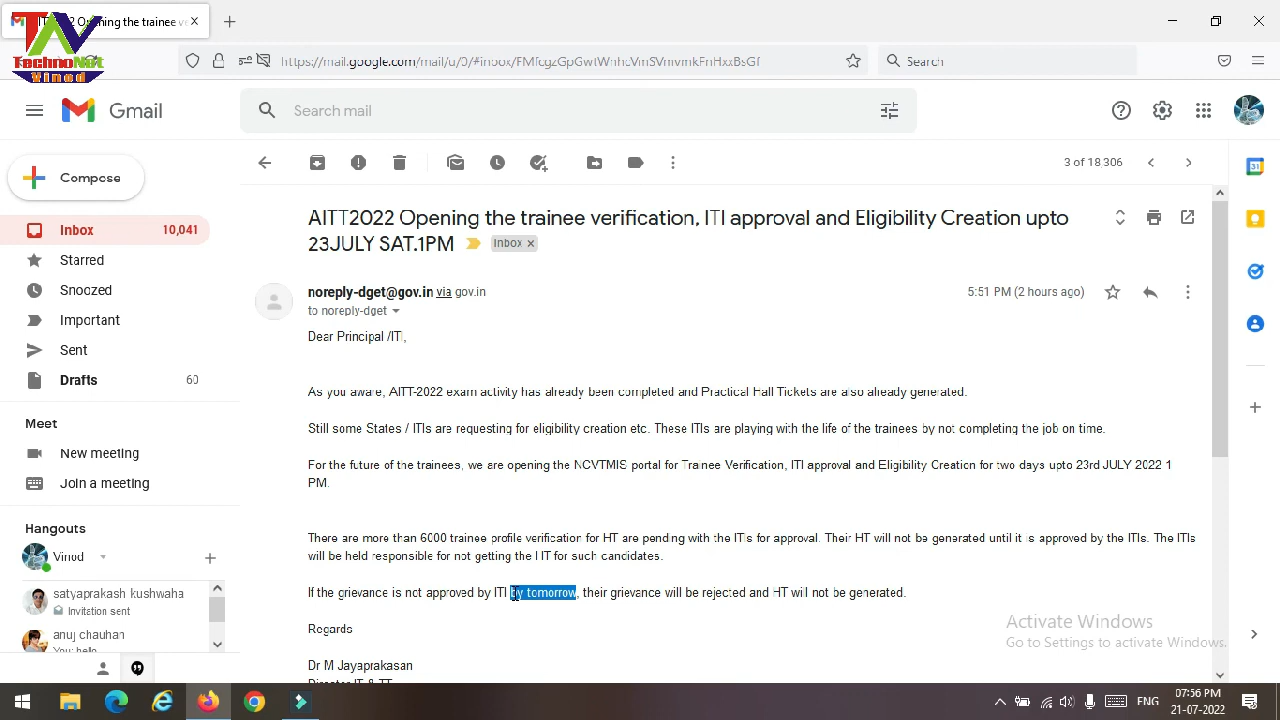 AITT2022 Opening the trainee ve
TAV
TechnoNet
Vinod
Search
Gmail
Search mail
Compose
3 of 18,306
Inbox 10,041
Starred
Snoozed
Important
Sent
Drafts 60
Meet
New meeting
Join a meeting
Hangouts
Vinod
satyaprakash kushwaha
Invitation sent
anuj chauhan
You: hello
AITT2022 Opening the trainee verification, ITI approval and Eligibility Creation upto
23JULY SAT.1PM Inbox x
noreply-dget@gov.in via gov.in 5:51 PM (2 hours ago)
to noreply-dget
Dear Principal /ITI,
As you aware, AITT-2022 exam activity has already been completed and Practical Hall Tickets are also already generated.
Still some States / ITIs are requesting for eligibility creation etc. These ITIs are playing with the life of the trainees by not completing the job on time.
For the future of the trainees, we are opening the NCVTMIS portal for Trainee Verification, ITI approval and Eligibility Creation for two days upto 23rd JULY 2022 1
PM.
There are more than 6000 trainee profile verification for HT are pending with the ITIs for approval. Their HT will not be generated until it is approved by the ITIs. The ITIs
will be held responsible for not getting the HT for such candidates.
If the grievance is not approved by ITI by tomorrow, their grievance will be rejected and HT will not be generated.
Regards
Dr M Jayaprakasan
Director IT & TT
Activate Windows
Go to Settings to activate Windows.
31
ENG
07:56 PM
21-07-2022